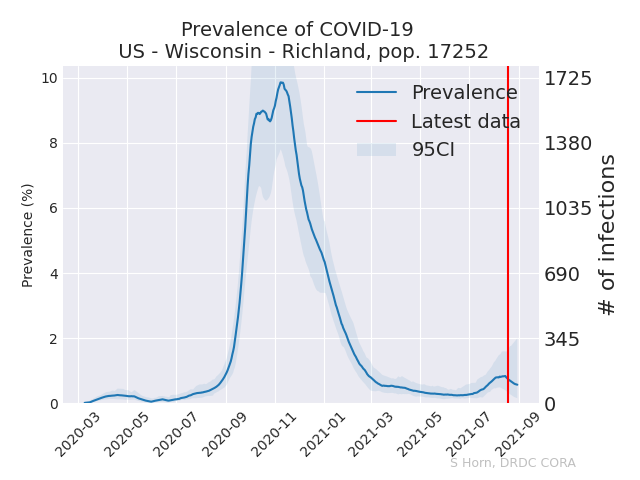 Prevalence of COVID-19
US - Wisconsin - Richland, pop. 17252
Prevalence (%)
10
8
6
4
2
0
1725
1380
1035
690
345
0
# of infections
Prevalence
Latest data
95CI
2020-03
2020-05
2020-07
2020-09
2020-11
2021-01
2021-03
2021-05
2021-07
2021-09
S Horn, DRDC CORA